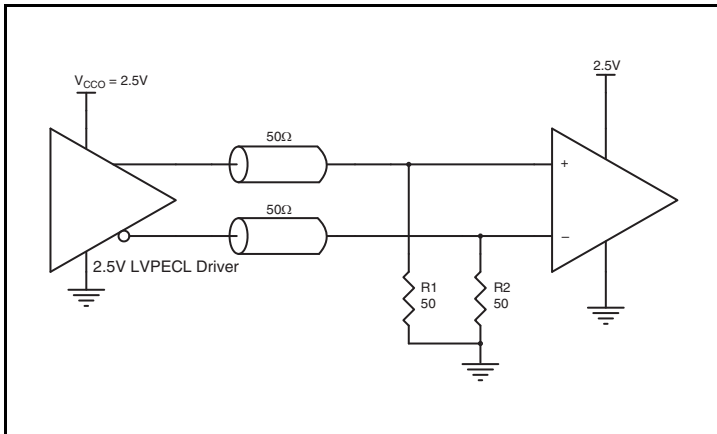 V_CCO = 2.5V
2.5V
50Ω
+
50Ω
–
2.5V LVPECL Driver
R1
50
R2
50